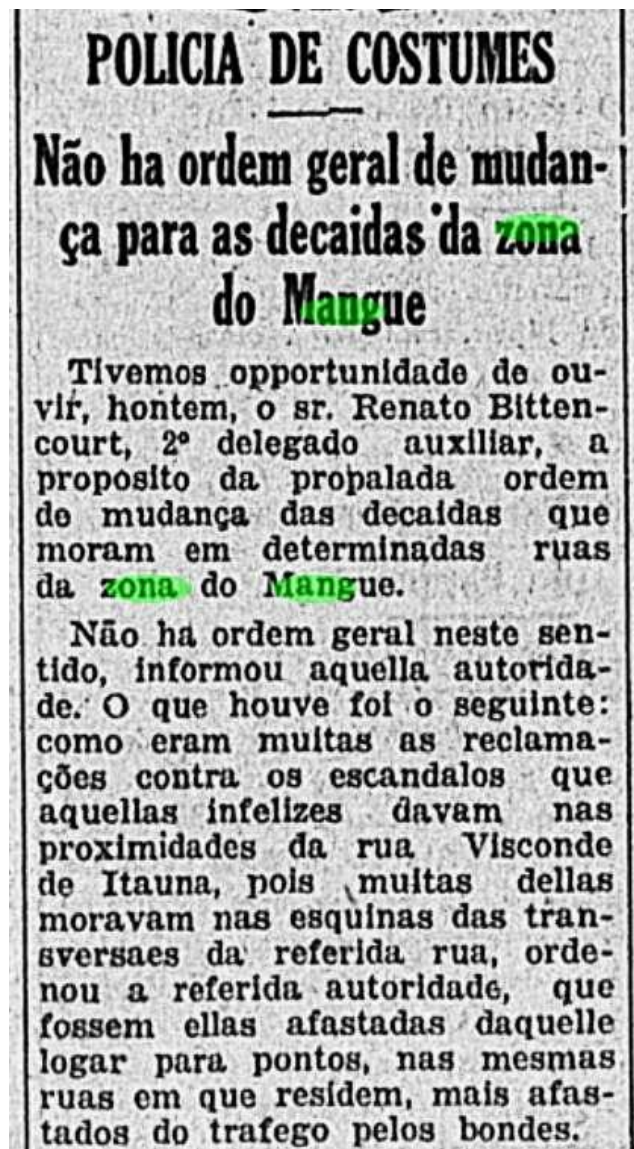 POLICIA DE COSTUMES
Não ha ordem geral de mudan-
ça para as decaidas da zona
do Mangue
Tivemos opportunidade de ou-
vir, hontem, o sr. Renato Bitten-
court, 2º delegado auxiliar, a
proposito da propalada ordem
de mudança das decaidas que
moram em determinadas ruas
da zona do Mangue.
Não ha ordem geral neste sen-
tido, informou aquella autorida-
de. O que houve foi o seguinte:
como eram muitas as reclama-
ções contra os escandalos que
aquellas infelizes davam nas
proximidades da rua Visconde
de Itauna, pois muitas dellas
moravam nas esquinas das tran-
sversaes da referida rua, orde-
nou a referida autoridade, que
fossem ellas afastadas daquelle
logar para pontos, nas mesmas
ruas em que residem, mais afas-
tados do trafego pelos bondes.